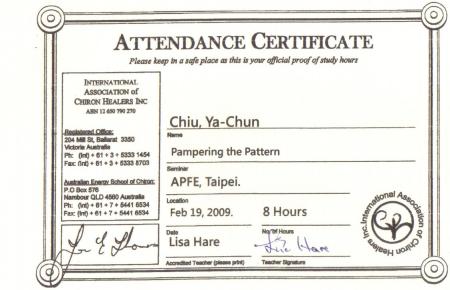 ATTENDANCE CERTIFICATE
Please keep in a safe place as this is your official proof of study hours
INTERNATIONAL
ASSOCIATION OF
CHIRON HEALERS INC
ABN 12 650 790 270
Registered Office:
204 Mill St, Ballarat 3350
Victoria Australia
Ph: (Int) + 61 + 3 + 5333 1454
Fax: (Int) + 61 + 3 + 5333 5703
Australian Energy School of Chiron:
P.O Box 576
Nambour QLD 4560 Australia
Ph: (Int) + 61 + 7 + 5441 6534
Fax: (Int) + 61 + 7 + 5441 6534
Chiu, Ya-Chun
Name
Pampering the Pattern
Seminar
APFE, Taipei.
Location
Feb 19, 2009. 8 Hours
Date No of Hours
Lisa Hare Lisa Hare
Accredited Teacher (please print) Teacher Signature
International Association of Chiron Healers Inc.